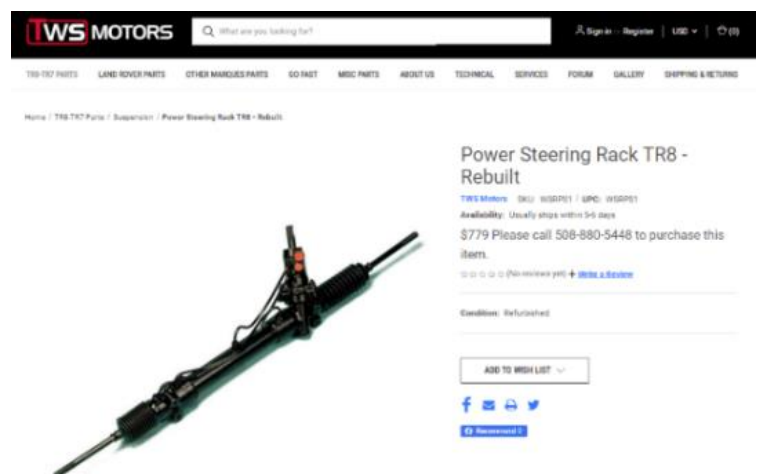 TWS MOTORS
What are you looking for?
Sign in or Register
USD
(0)
TR8-TR7 PARTS LAND ROVER PARTS OTHER MARQUES PARTS GO FAST MISC PARTS ABOUT US TECHNICAL SERVICES FORUM GALLERY SHIPPING & RETURNS
Home / TR8-TR7 Parts / Suspension / Power Steering Rack TR8 - Rebuilt
Power Steering Rack TR8 -
Rebuilt
TWS Motors SKU: WSRPS1 / UPC: WSRPS1
Availability: Usually ships within 5-6 days
$779 Please call 508-880-5448 to purchase this
item.
(No reviews yet) + Write a Review
Condition: Refurbished
ADD TO WISH LIST
Recommend 0